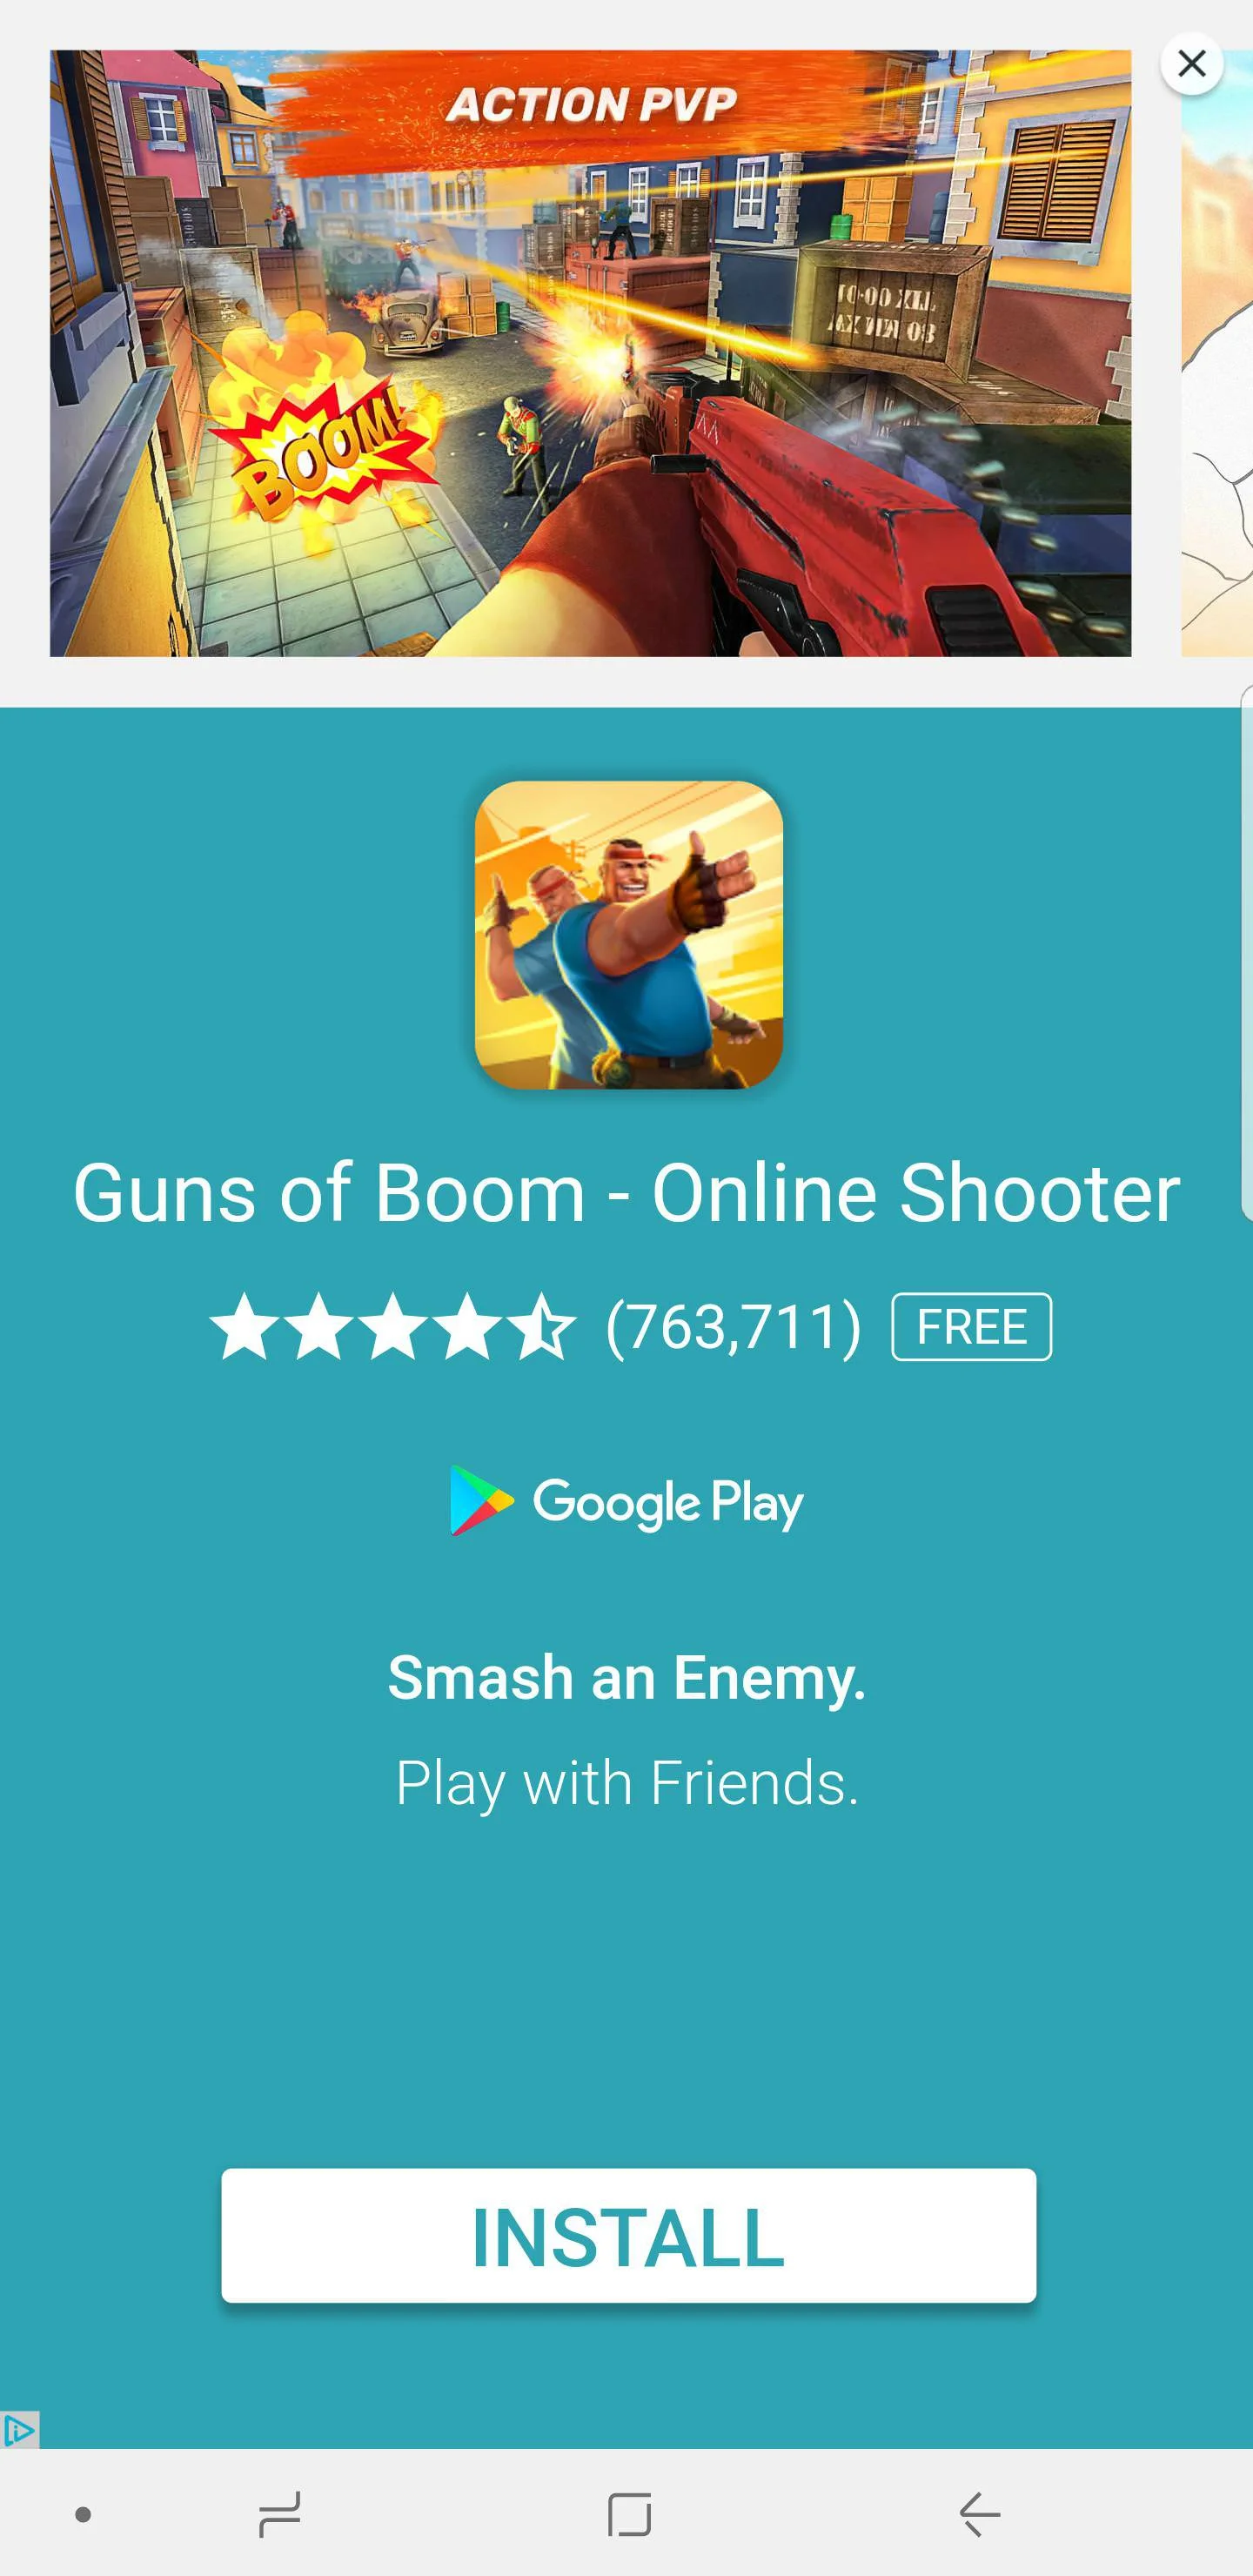 ACTION PVP
BOOM!
Guns of Boom - Online Shooter
(763,711) FREE
Google Play
Smash an Enemy.
Play with Friends.
INSTALL